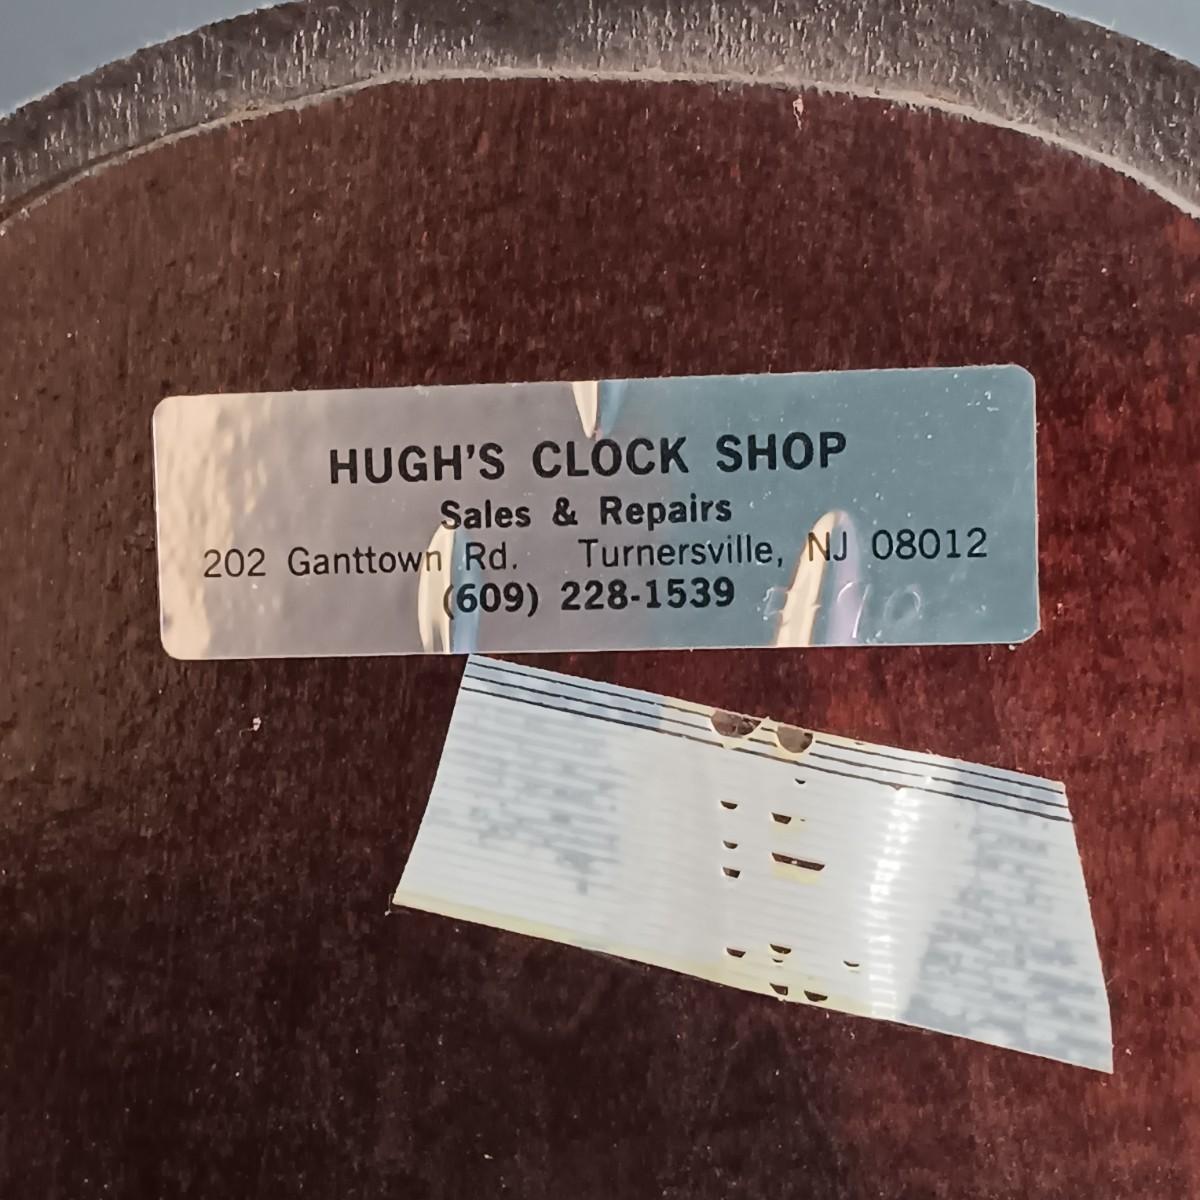 HUGH'S CLOCK SHOP
Sales & Repairs
202 Ganttown Rd. Turnersville, NJ 08012
(609) 228-1539